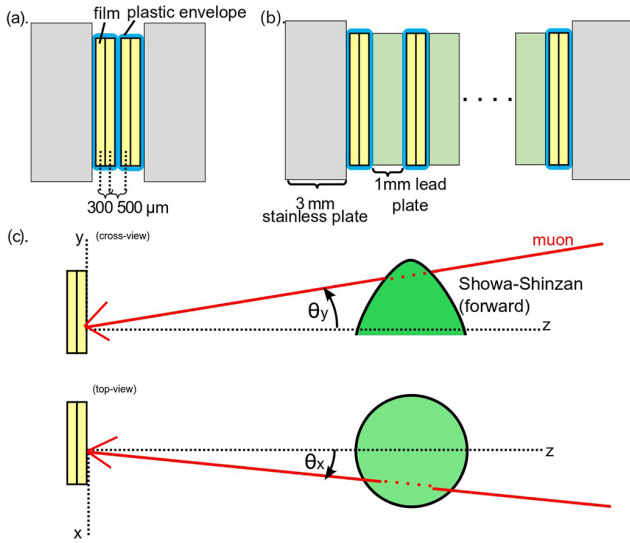 (a).
film
plastic envelope
300 500 μm
(b).
. . . .
3 mm
stainless plate
1mm lead
plate
(c).
y
(cross-view)
muon
θy
Showa-Shinzan
(forward)
z
(top-view)
θx
z
x